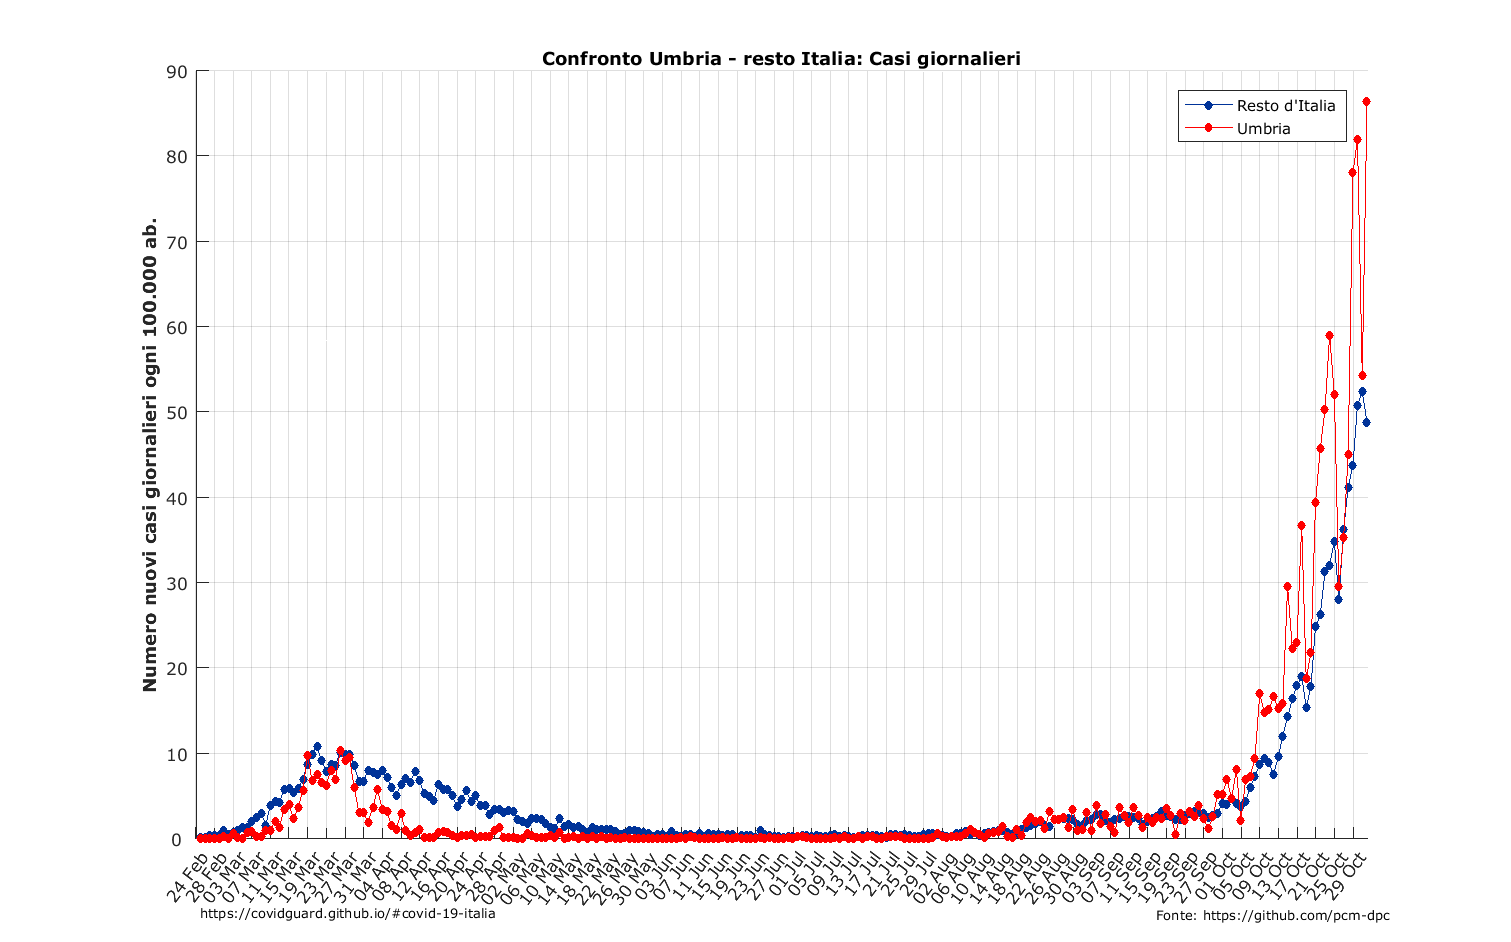 Confronto Umbria - resto Italia: Casi giornalieri
Resto d'Italia
Umbria
Numero nuovi casi giornalieri ogni 100.000 ab.
90
80
70
60
50
40
30
20
10
0
24 Feb
28 Feb
03 Mar
07 Mar
11 Mar
15 Mar
19 Mar
23 Mar
27 Mar
31 Mar
04 Apr
08 Apr
12 Apr
16 Apr
20 Apr
24 Apr
28 Apr
02 May
06 May
10 May
14 May
18 May
22 May
26 May
30 May
03 Jun
07 Jun
11 Jun
15 Jun
19 Jun
23 Jun
27 Jun
01 Jul
05 Jul
09 Jul
13 Jul
17 Jul
21 Jul
25 Jul
29 Jul
02 Aug
06 Aug
10 Aug
14 Aug
18 Aug
22 Aug
26 Aug
30 Aug
03 Sep
07 Sep
11 Sep
15 Sep
19 Sep
23 Sep
27 Sep
01 Oct
05 Oct
09 Oct
13 Oct
17 Oct
21 Oct
25 Oct
29 Oct
https://covidguard.github.io/#covid-19-italia
Fonte: https://github.com/pcm-dpc